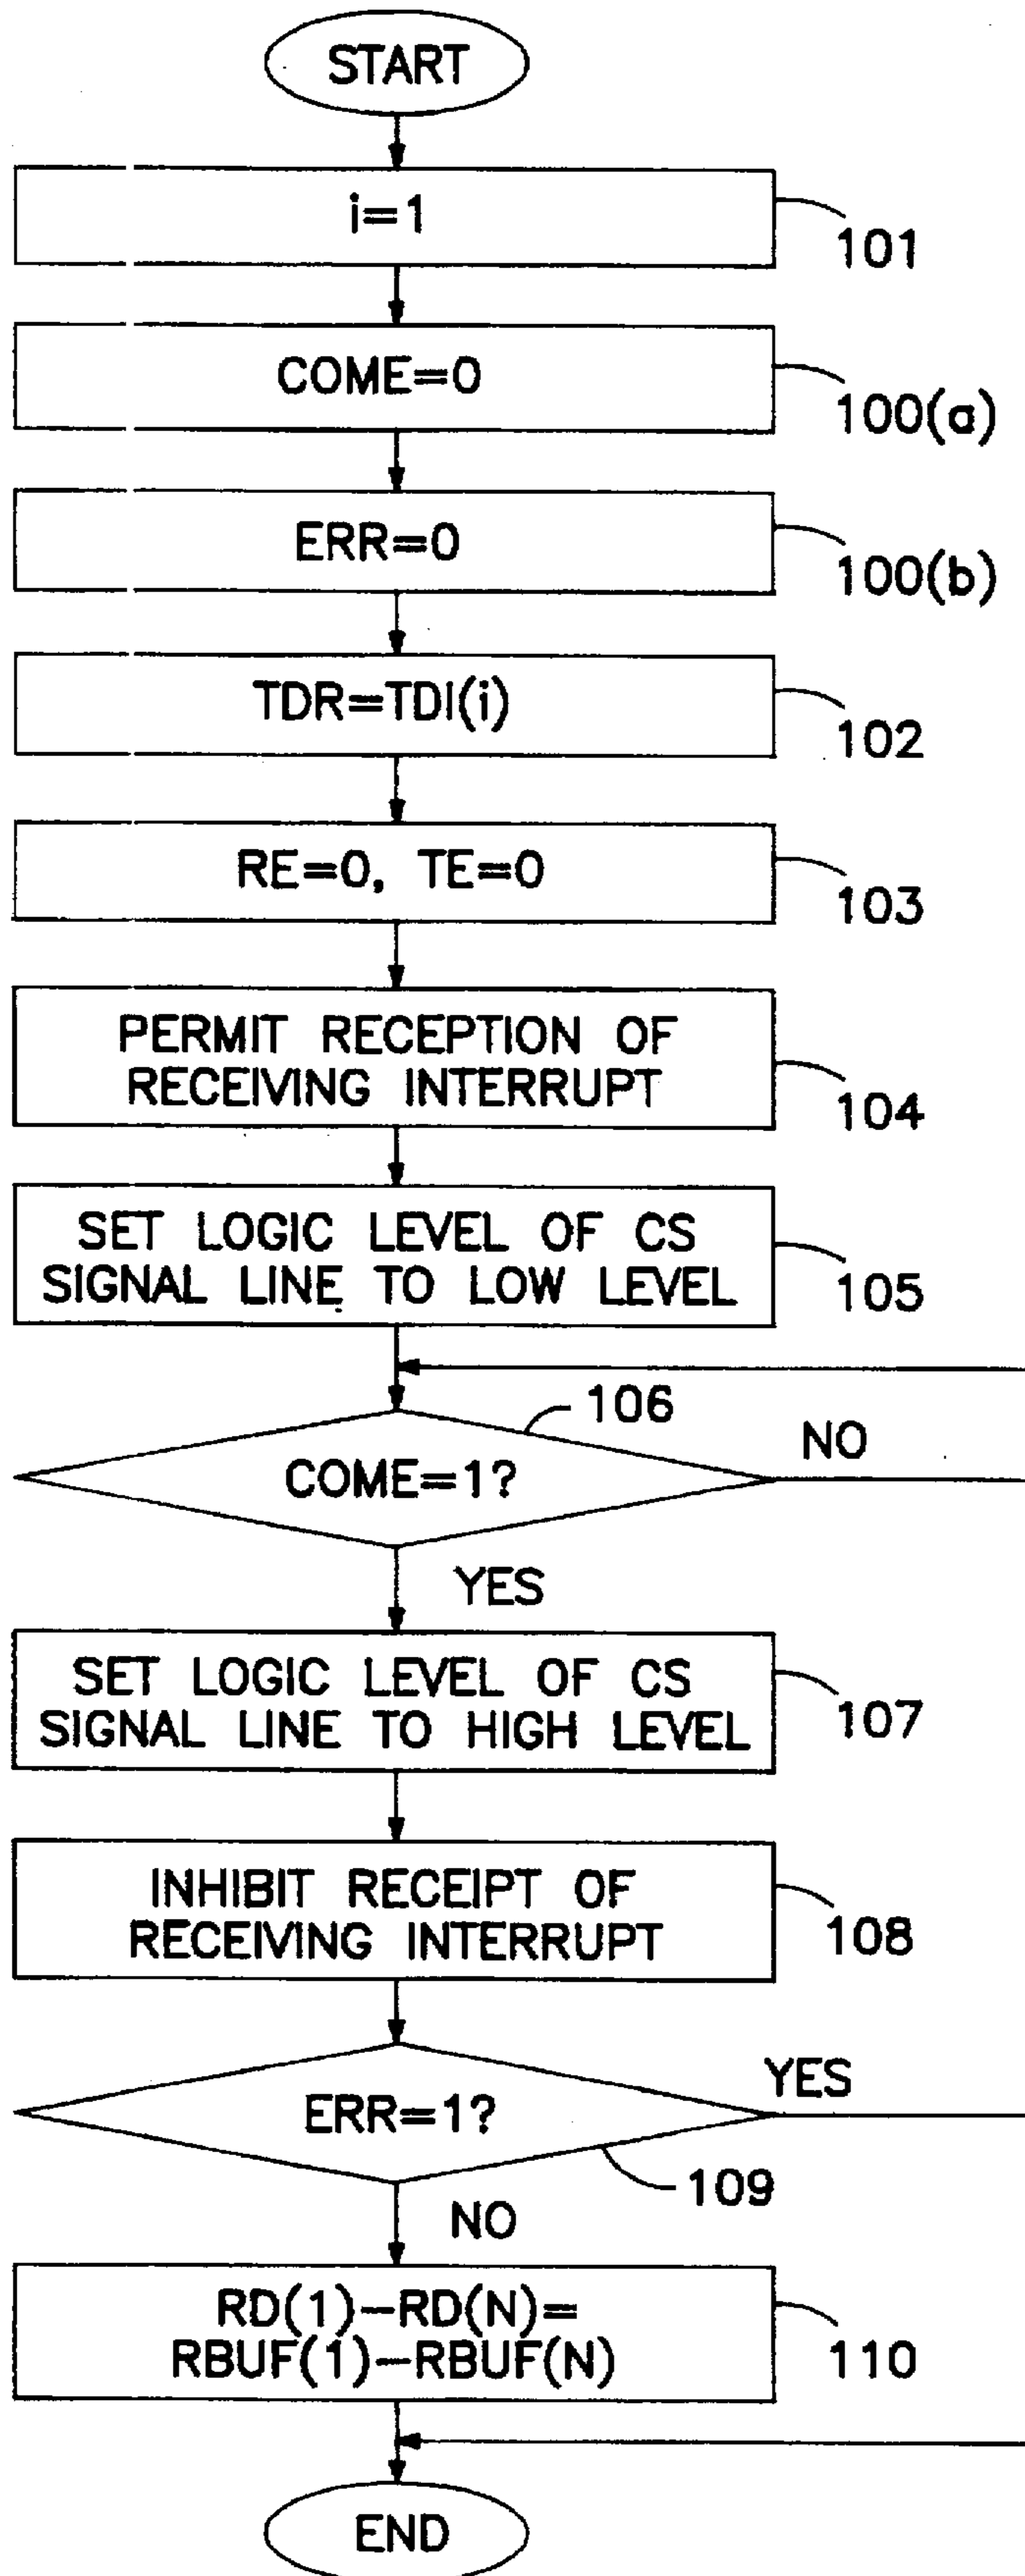 START
i=1
101
COME=0
100(a)
ERR=0
100(b)
TDR=TDI(i)
102
RE=0, TE=0
103
PERMIT RECEPTION OF
RECEIVING INTERRUPT
104
SET LOGIC LEVEL OF CS
SIGNAL LINE TO LOW LEVEL
105
106
COME=1?
NO
YES
SET LOGIC LEVEL OF CS
SIGNAL LINE TO HIGH LEVEL
107
INHIBIT RECEIPT OF
RECEIVING INTERRUPT
108
ERR=1?
YES
109
NO
RD(1)-RD(N)=
RBUF(1)-RBUF(N)
110
END